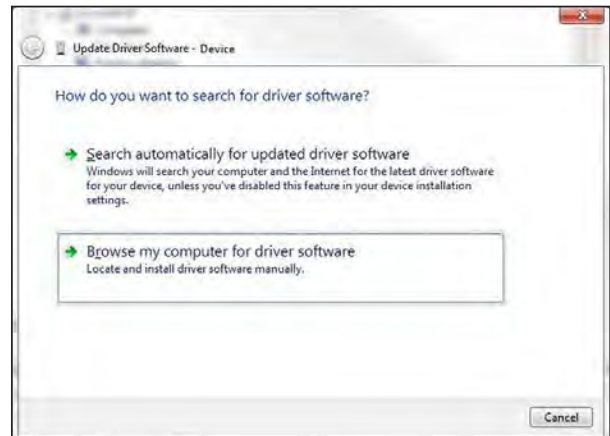 Update Driver Software - Device
How do you want to search for driver software?
Search automatically for updated driver software
Windows will search your computer and the Internet for the latest driver software
for your device, unless you've disabled this feature in your device installation
settings.
Browse my computer for driver software
Locate and install driver software manually.
Cancel